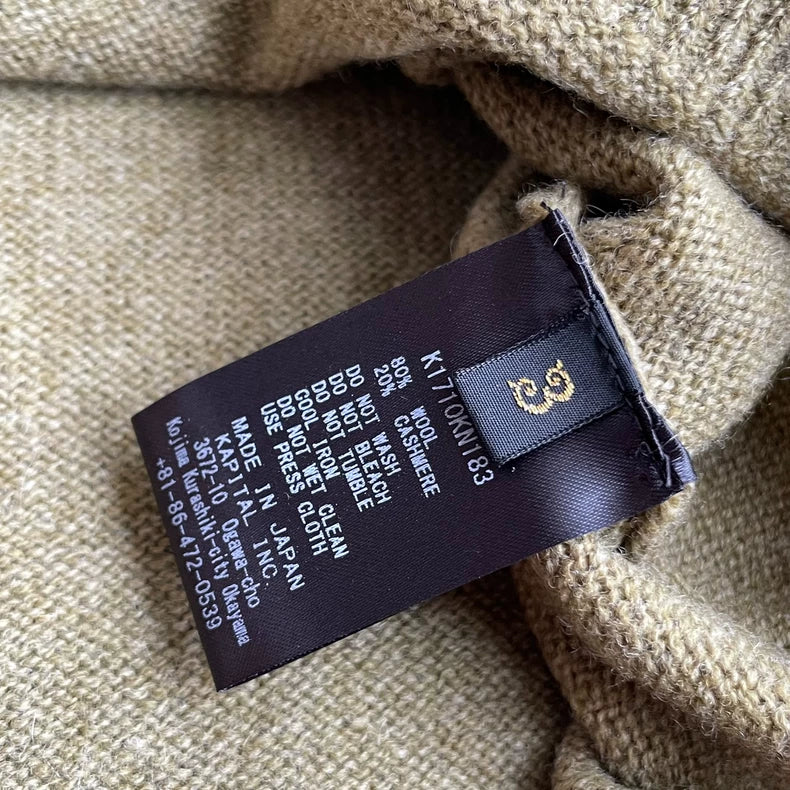 3
K1710KN183
80% WOOL
20% CASHMERE
DO NOT WASH
DO NOT BLEACH
DO NOT TUMBLE
COOL IRON
DO NOT WET CLEAN
USE PRESS CLOTH
MADE IN JAPAN
KAPITAL INC.
3672-10 Ogawa-cho
Kojima Kurashiki-city Okayama
+81-86-472-0539